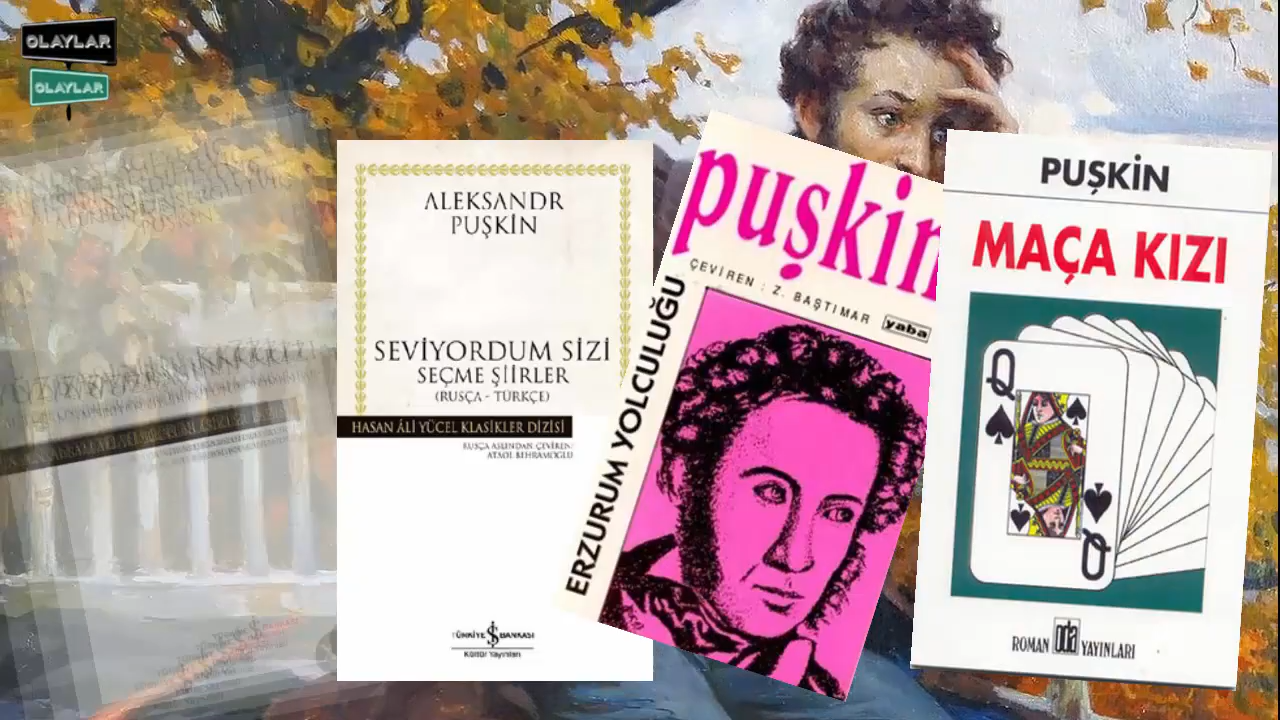 OLAYLAR
OLAYLAR
ALEKSANDR
PUŞKİN
SEVİYORDUM SİZİ
SEÇME ŞİİRLER
(RUSÇA - TÜRKÇE)
HASAN ÂLİ YÜCEL KLASİKLER DİZİSİ
RUSÇA ASLINDAN ÇEVİREN:
ATAOL BEHRAMOĞLU
TÜRKİYE İŞ BANKASI
Kültür Yayınları
puşkin
ÇEVİREN : Z. BAŞTIMAR
yaba
ERZURUM YOLCULUĞU
PUŞKİN
MAÇA KIZI
Q
Q
ROMAN oda YAYINLARI